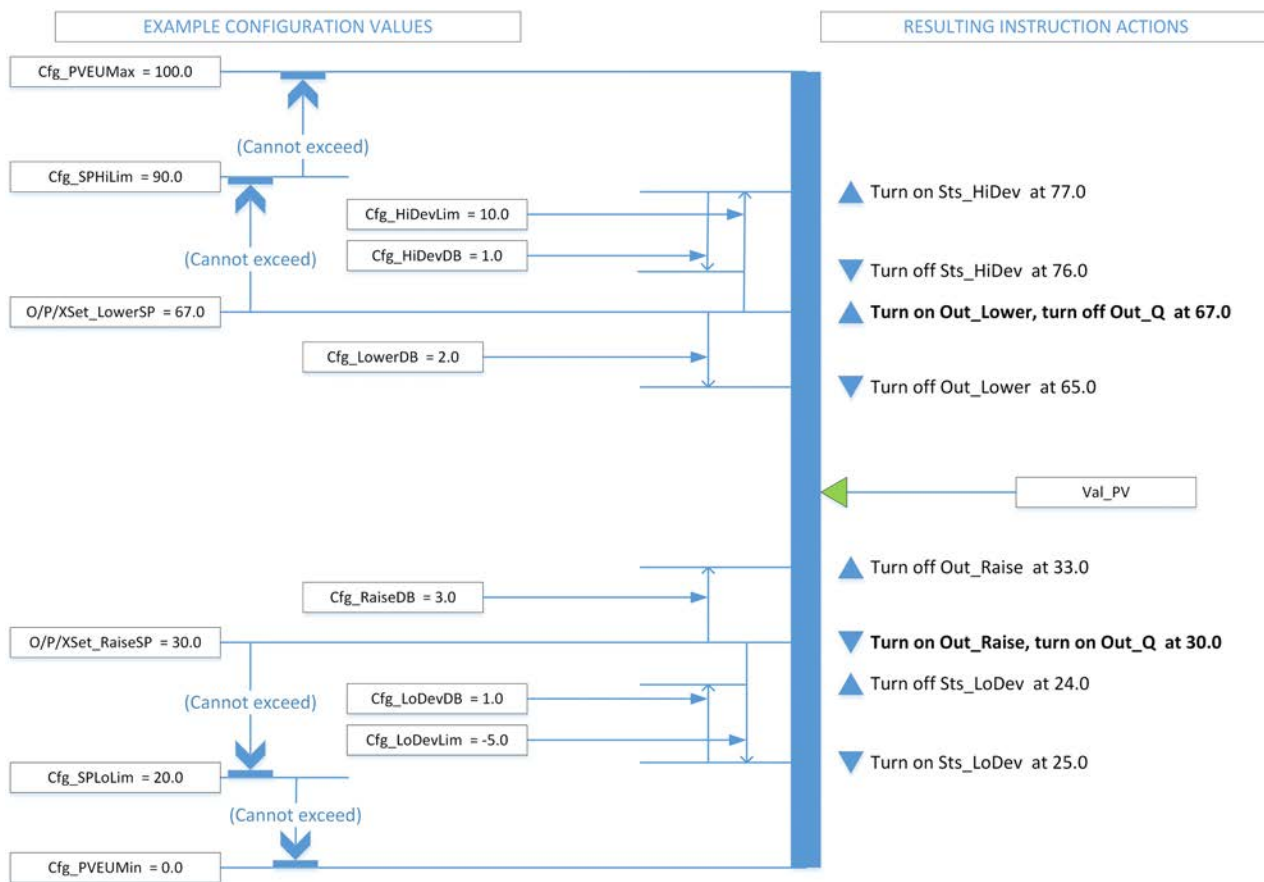 EXAMPLE CONFIGURATION VALUES
RESULTING INSTRUCTION ACTIONS
Cfg_PVEUMax = 100.0
(Cannot exceed)
Cfg_SPHiLim = 90.0
Turn on Sts_HiDev at 77.0
Cfg_HiDevLim = 10.0
(Cannot exceed)
Cfg_HiDevDB = 1.0
Turn off Sts_HiDev at 76.0
O/P/XSet_LowerSP = 67.0
Turn on Out_Lower, turn off Out_Q at 67.0
Cfg_LowerDB = 2.0
Turn off Out_Lower at 65.0
Val_PV
Turn off Out_Raise at 33.0
Cfg_RaiseDB = 3.0
O/P/XSet_RaiseSP = 30.0
Turn on Out_Raise, turn on Out_Q at 30.0
Turn off Sts_LoDev at 24.0
Cfg_LoDevDB = 1.0
(Cannot exceed)
Cfg_LoDevLim = -5.0
Turn on Sts_LoDev at 25.0
Cfg_SPLoLim = 20.0
(Cannot exceed)
Cfg_PVEUMin = 0.0